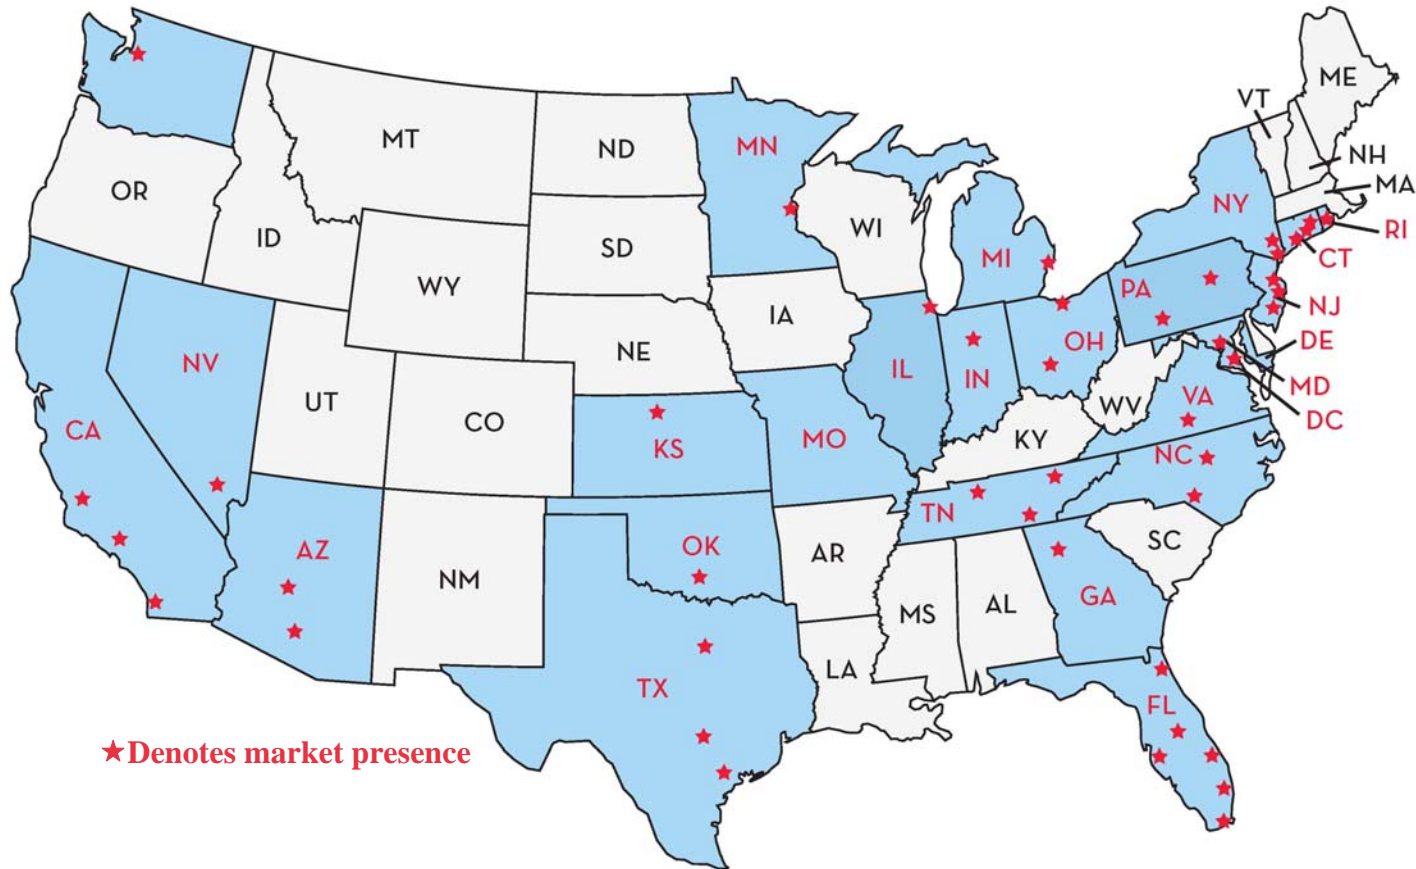 ME
VT
MT
ND
MN
NH
MA
OR
NY
RI
WI
ID
SD
MI
CT
WY
PA
NJ
IA
OH
DE
NE
NV
IL
IN
MD
UT
VA
WV
DC
CO
CA
KY
MO
KS
NC
TN
SC
OK
AZ
AR
NM
GA
AL
MS
LA
TX
FL
★Denotes market presence